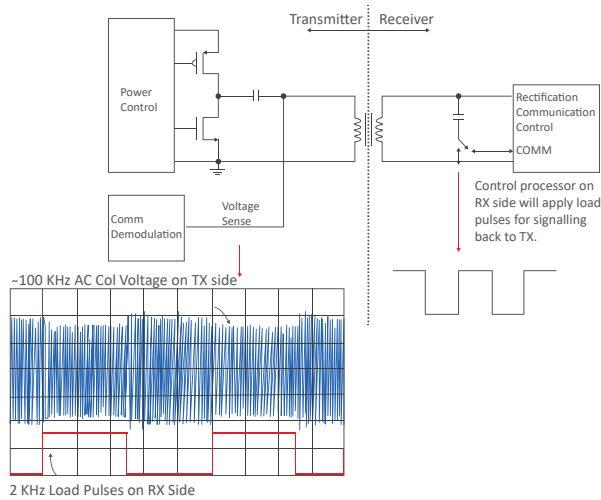 Transmitter
Receiver
Power
Control
Rectification
Communication
Control
COMM
Comm
Demodulation
Voltage
Sense
Control processor on
RX side will apply load
pulses for signalling
back to TX.
~100 KHz AC Col Voltage on TX side
2 KHz Load Pulses on RX Side